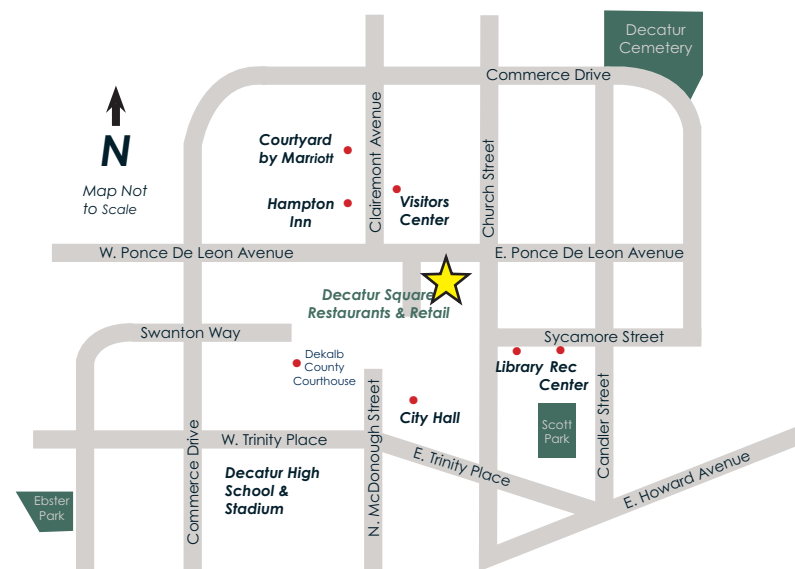 Decatur
Cemetery
Commerce Drive
N
Map Not
to Scale
Courtyard
by Marriott
Hampton
Inn
Clairemont Avenue
Visitors
Center
Church Street
W. Ponce De Leon Avenue
E. Ponce De Leon Avenue
Decatur Square
Restaurants & Retail
Swanton Way
Sycamore Street
Dekalb
County
Courthouse
Library
Rec
Center
City Hall
Scott
Park
Candler Street
N. McDonough Street
Commerce Drive
W. Trinity Place
E. Trinity Place
E. Howard Avenue
Decatur High
School &
Stadium
Ebster
Park